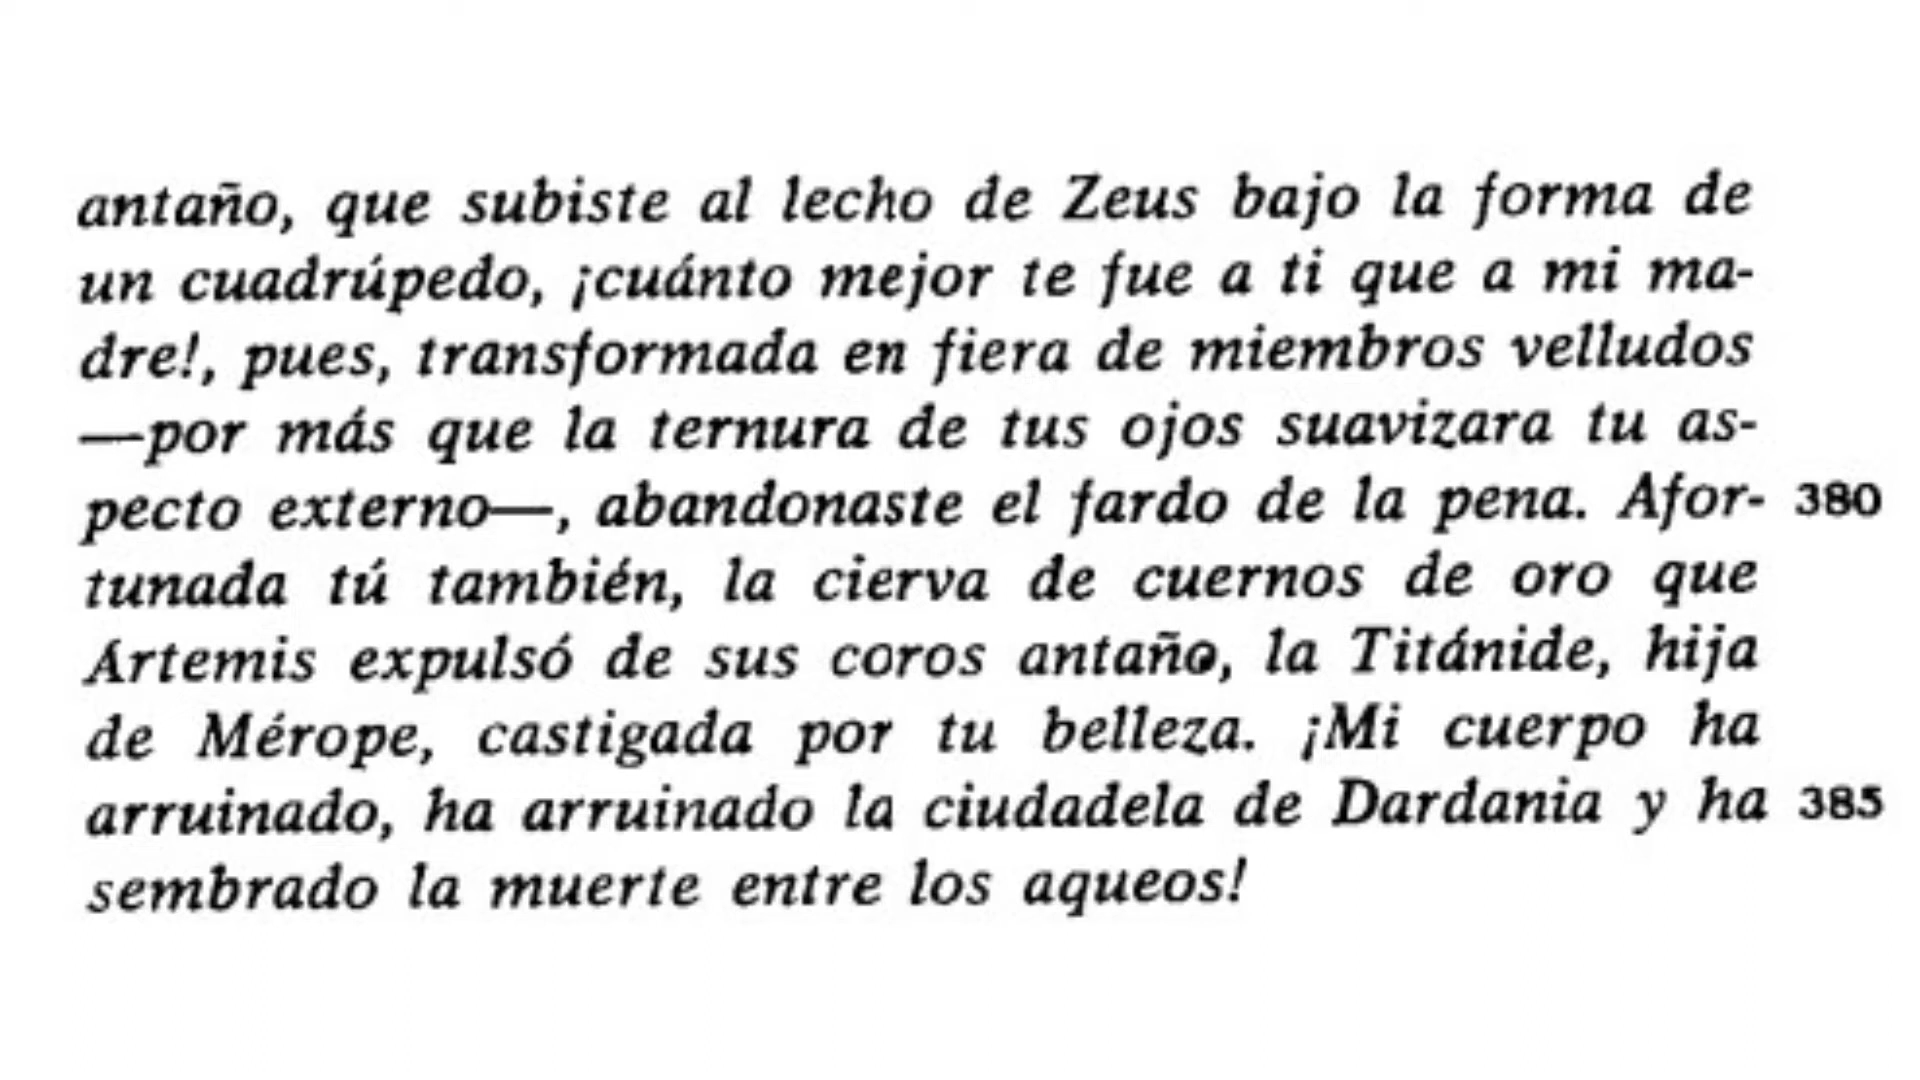 antaño, que subiste al lecho de Zeus bajo la forma de
un cuadrúpedo, ¡cuánto mejor te fue a ti que a mi ma-
dre!, pues, transformada en fiera de miembros velludos
—por más que la ternura de tus ojos suavizara tu as-
pecto externo—, abandonaste el fardo de la pena. Afor- 380
tunada tú también, la cierva de cuernos de oro que
Ártemis expulsó de sus coros antaño, la Titánide, hija
de Mérope, castigada por tu belleza. ¡Mi cuerpo ha
arruinado, ha arruinado la ciudadela de Dardania y ha 385
sembrado la muerte entre los aqueos!